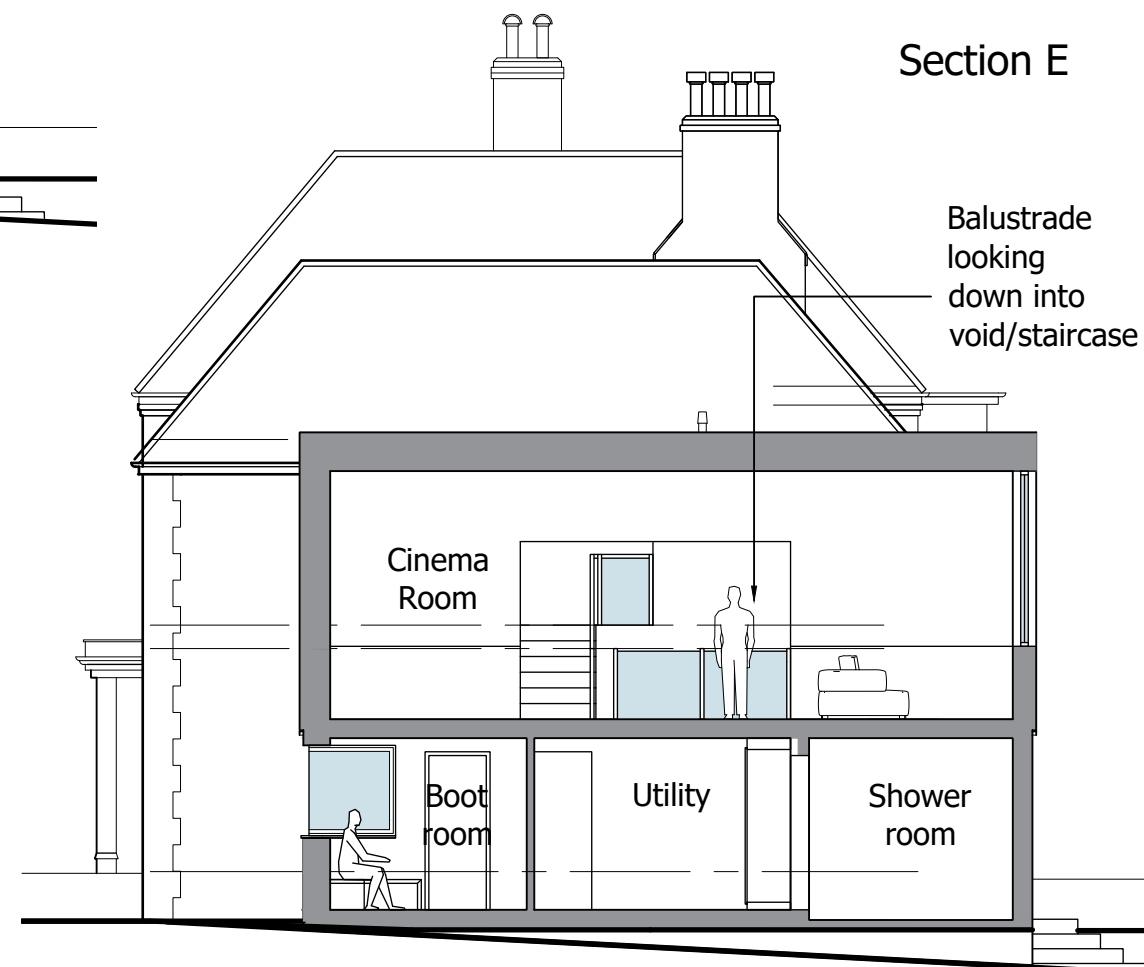 Section E
Balustrade
looking
down into
void/staircase
Cinema
Room
Boot
room
Utility
Shower
room